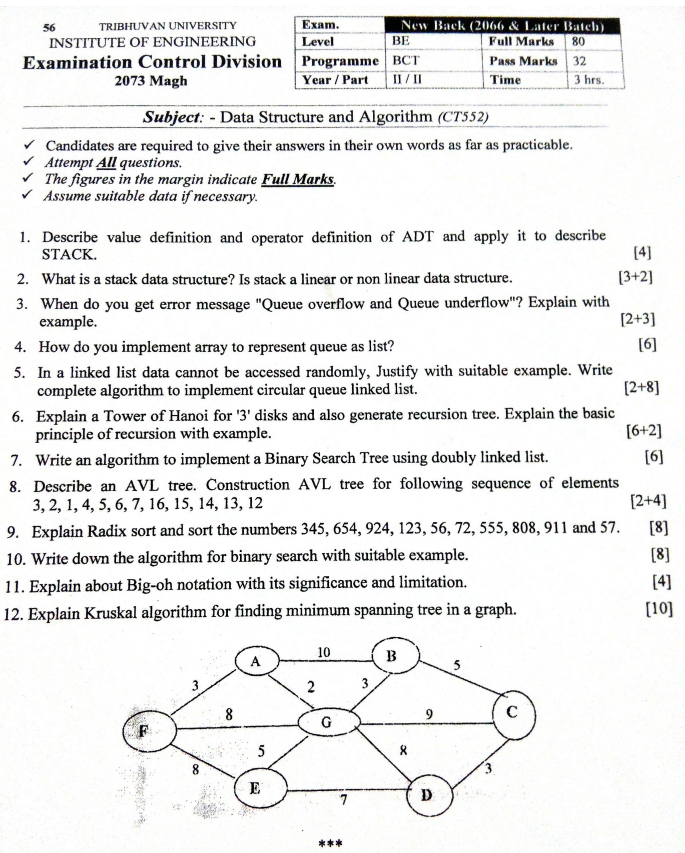 56 TRIBHUVAN UNIVERSITY
INSTITUTE OF ENGINEERING
Examination Control Division
2073 Magh
Exam. New Back (2066 & Later Batch)
Level BE Full Marks 80
Programme BCT Pass Marks 32
Year / Part II / II Time 3 hrs.
Subject: - Data Structure and Algorithm (CT552)
✓ Candidates are required to give their answers in their own words as far as practicable.
✓ Attempt All questions.
✓ The figures in the margin indicate Full Marks.
✓ Assume suitable data if necessary.
1. Describe value definition and operator definition of ADT and apply it to describe
STACK. [4]
2. What is a stack data structure? Is stack a linear or non linear data structure. [3+2]
3. When do you get error message "Queue overflow and Queue underflow"? Explain with
example. [2+3]
4. How do you implement array to represent queue as list? [6]
5. In a linked list data cannot be accessed randomly, Justify with suitable example. Write
complete algorithm to implement circular queue linked list. [2+8]
6. Explain a Tower of Hanoi for '3' disks and also generate recursion tree. Explain the basic
principle of recursion with example. [6+2]
7. Write an algorithm to implement a Binary Search Tree using doubly linked list. [6]
8. Describe an AVL tree. Construction AVL tree for following sequence of elements
3, 2, 1, 4, 5, 6, 7, 16, 15, 14, 13, 12 [2+4]
9. Explain Radix sort and sort the numbers 345, 654, 924, 123, 56, 72, 555, 808, 911 and 57. [8]
10. Write down the algorithm for binary search with suitable example. [8]
11. Explain about Big-oh notation with its significance and limitation. [4]
12. Explain Kruskal algorithm for finding minimum spanning tree in a graph. [10]
A 10 B
5
3 2 3
F 8 G 9 C
5 8
8 3
E 7 D
***